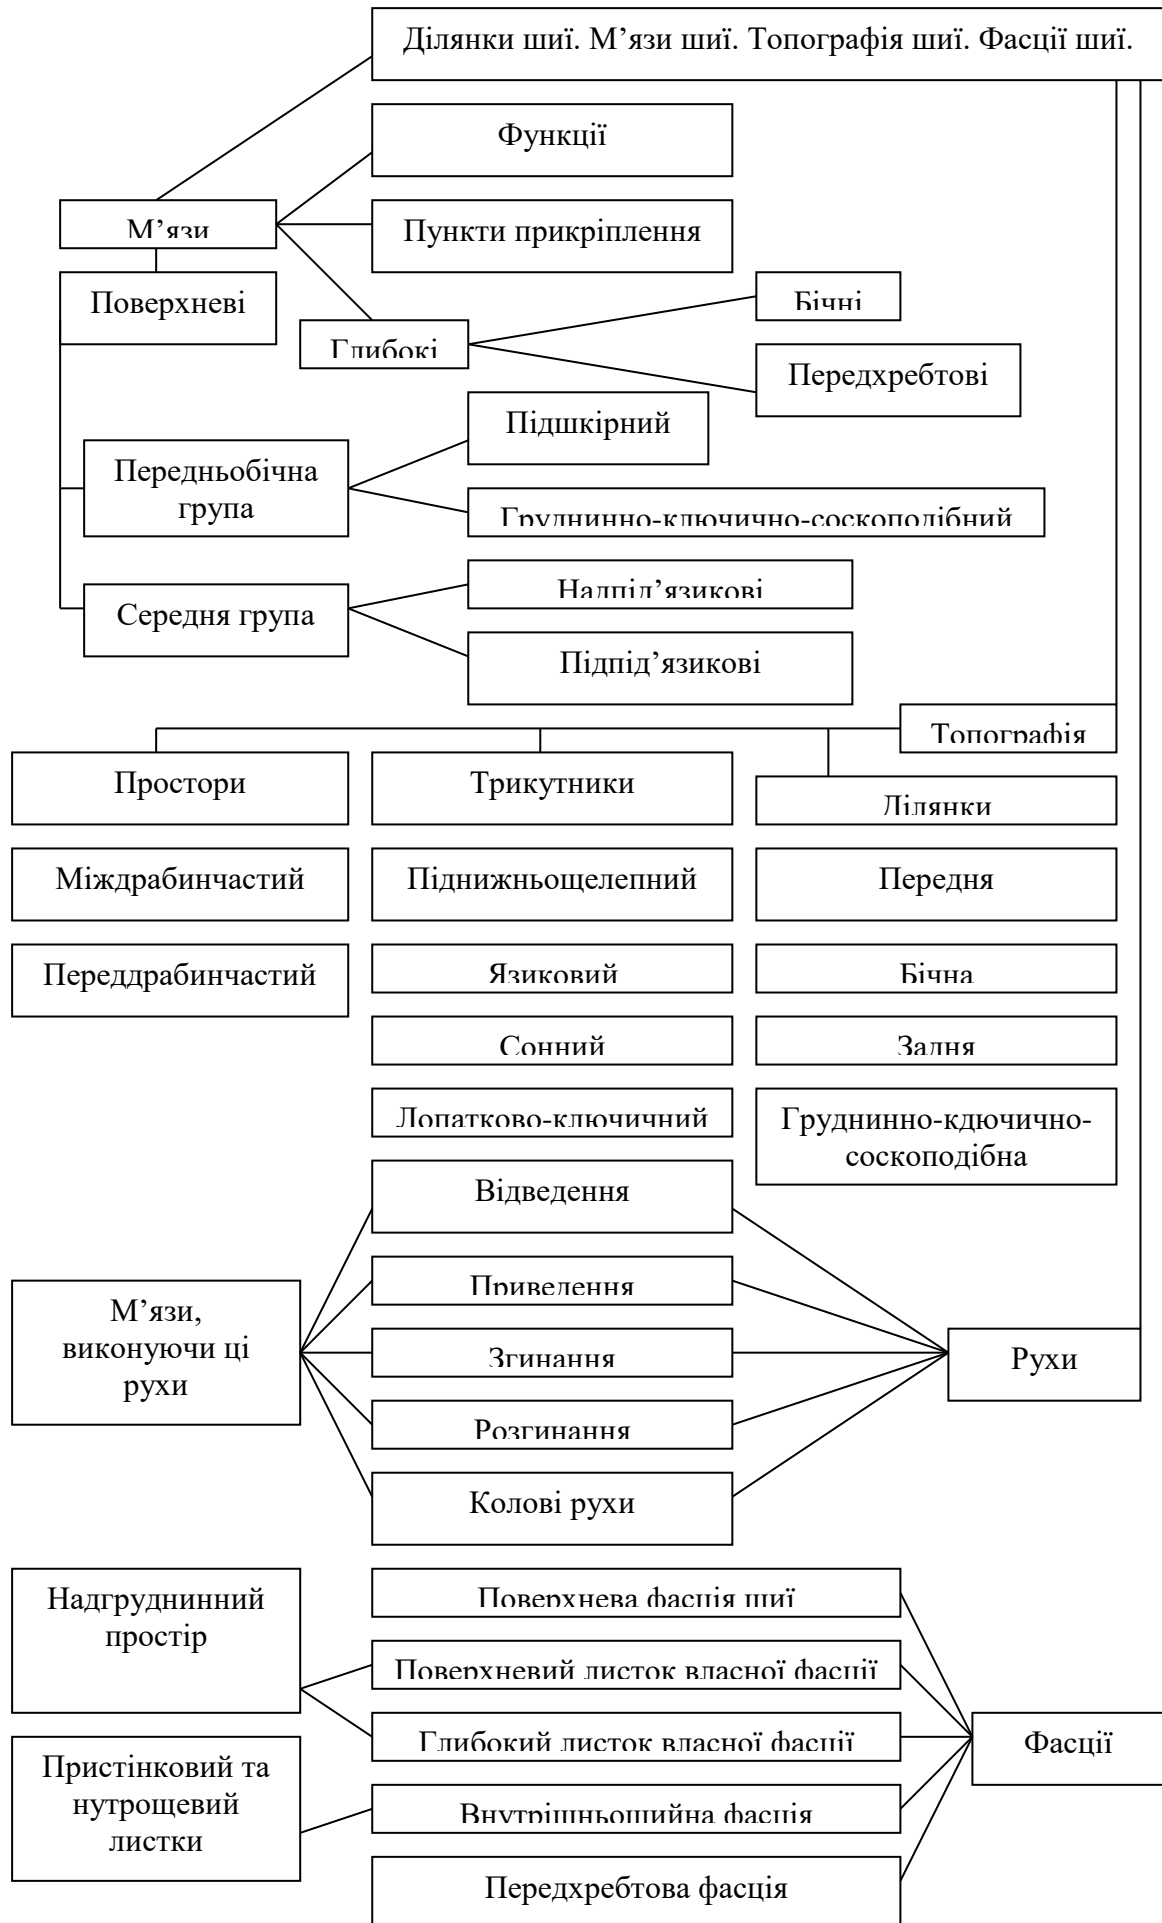 Ділянки шиї. М’язи шиї. Топографія шиї. Фасції шиї.
Функції
М’язи
Пункти прикріплення
Поверхневі
Бічні
Глибокі
Передхребтові
Підшкірний
Передньобічна
група
Груднинно-ключично-соскоподібний
Надпід’язикові
Середня група
Підпід’язикові
Топографія
Простори
Трикутники
Ділянки
Міждрабинчастий
Піднижньощелепний
Передня
Переддрабинчастий
Язиковий
Бічна
Сонний
Задня
Лопатково-ключичний
Груднинно-кдючично-
соскоподібна
Відведення
Приведення
М’язи,
виконуючи ці
рухи
Згинання
Рухи
Розгинання
Колові рухи
Надгруднинний
простір
Поверхнева фасція шиї
Поверхневий листок власної фасції
Глибокий листок власної фасції
Фасції
Пристінковий та
нутрощевий
листки
Внутрішньошийна фасція
Передхребтова фасція